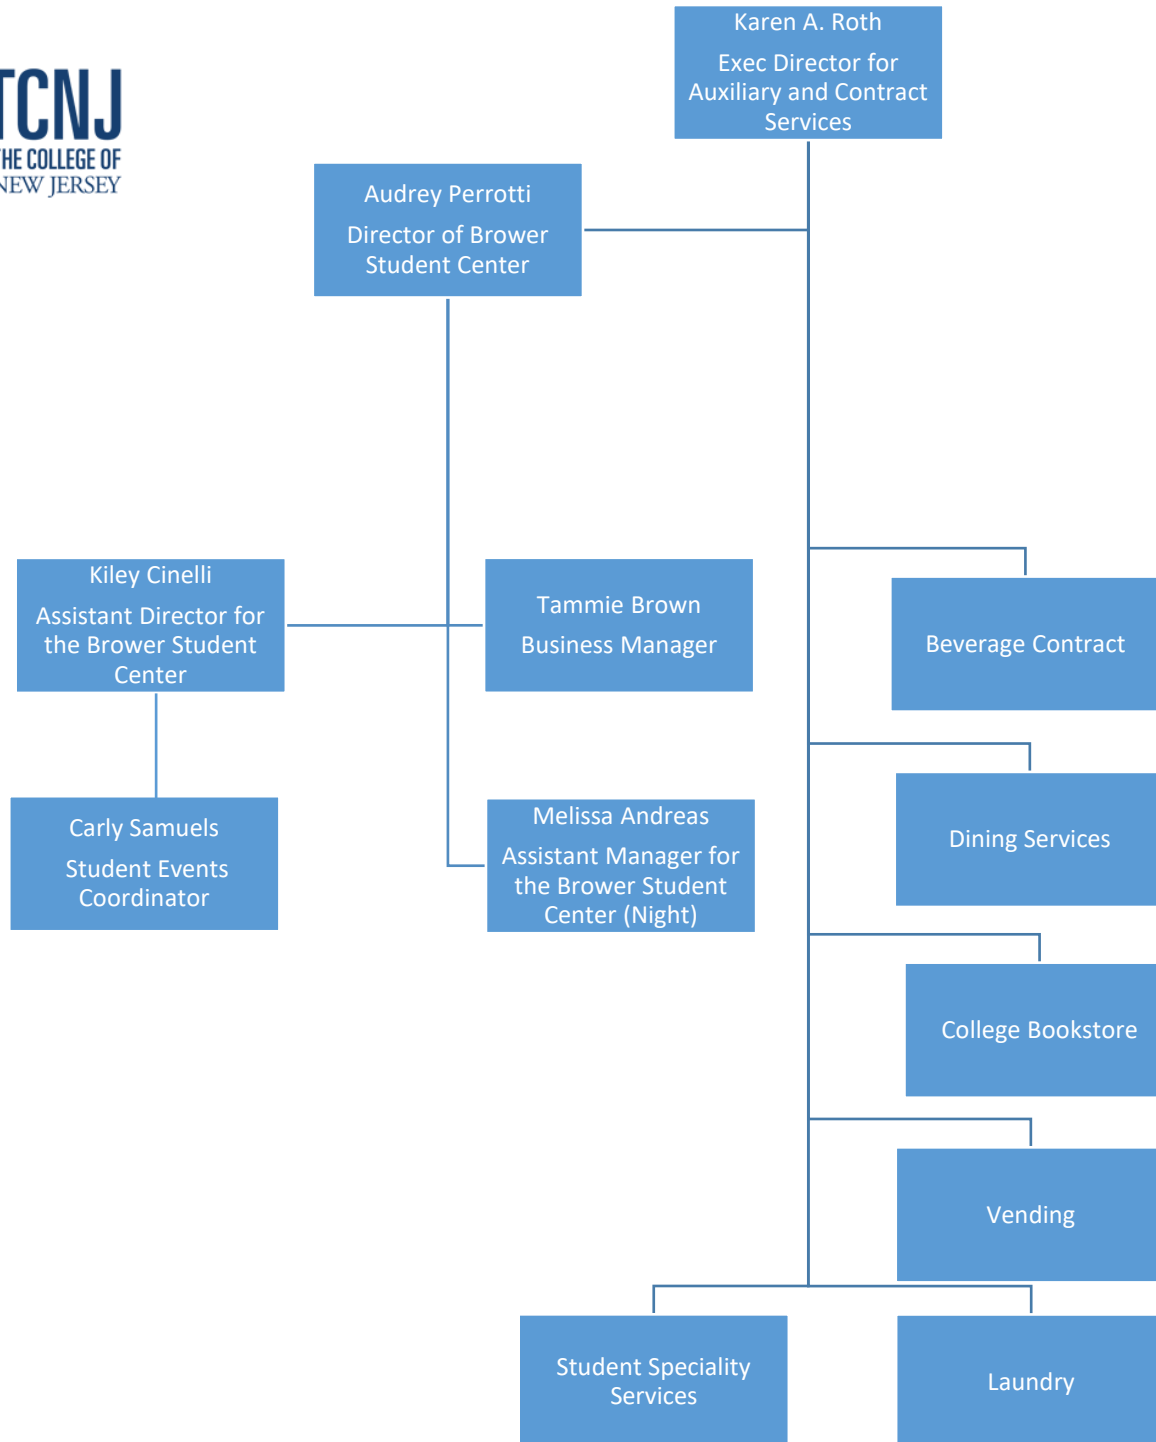 Karen A. Roth
Exec Director for
Auxiliary and Contract
Services
TCNJ
THE COLLEGE OF
NEW JERSEY
Audrey Perrotti
Director of Brower
Student Center
Kiley Cinelli
Assistant Director for
the Brower Student
Center
Tammie Brown
Business Manager
Beverage Contract
Carly Samuels
Student Events
Coordinator
Melissa Andreas
Assistant Manager for
the Brower Student
Center (Night)
Dining Services
College Bookstore
Vending
Student Speciality
Services
Laundry